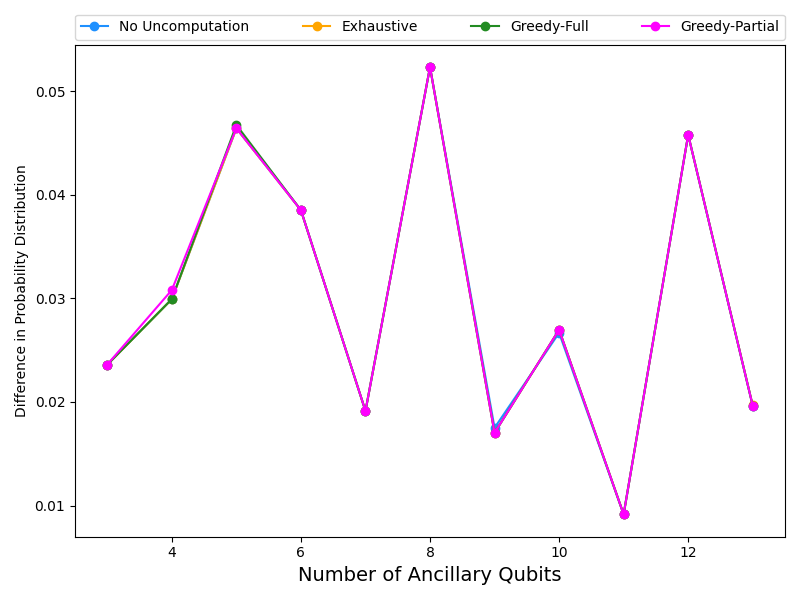 No Uncomputation Exhaustive Greedy-Full Greedy-Partial
0.05
0.04
0.03
0.02
0.01
Difference in Probability Distribution
4 6 8 10 12
Number of Ancillary Qubits